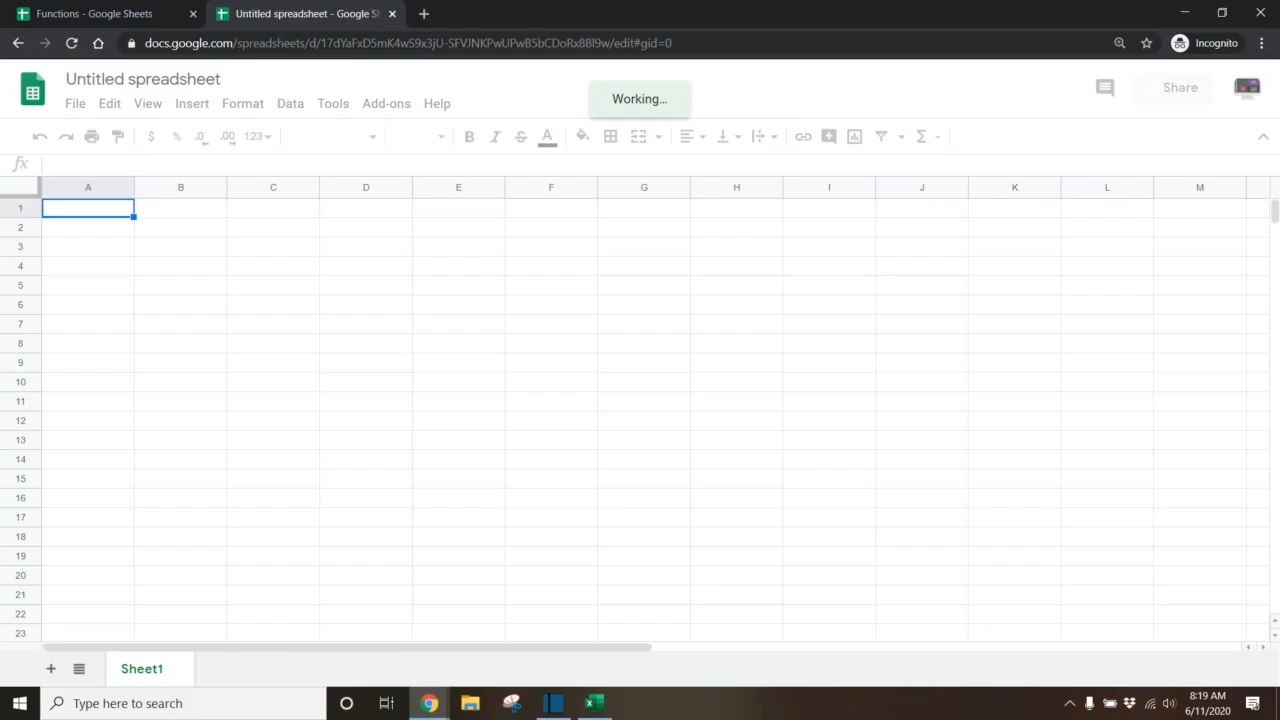 Functions - Google Sheets
Untitled spreadsheet - Google Sh
docs.google.com/spreadsheets/d/17dYaFxD5mK4wS9x3jU-SFVJNKPwUPwB5bCDoRx8Bl9w/edit#gid=0
Incognito
Untitled spreadsheet
File Edit View Insert Format Data Tools Add-ons Help
Working...
Share
$ % .0 .00 123
B I S A Σ
fx
A B C D E F G H I J K L M
1
2
3
4
5
6
7
8
9
10
11
12
13
14
15
16
17
18
19
20
21
22
23
Sheet1
Type here to search
8:19 AM
6/11/2020